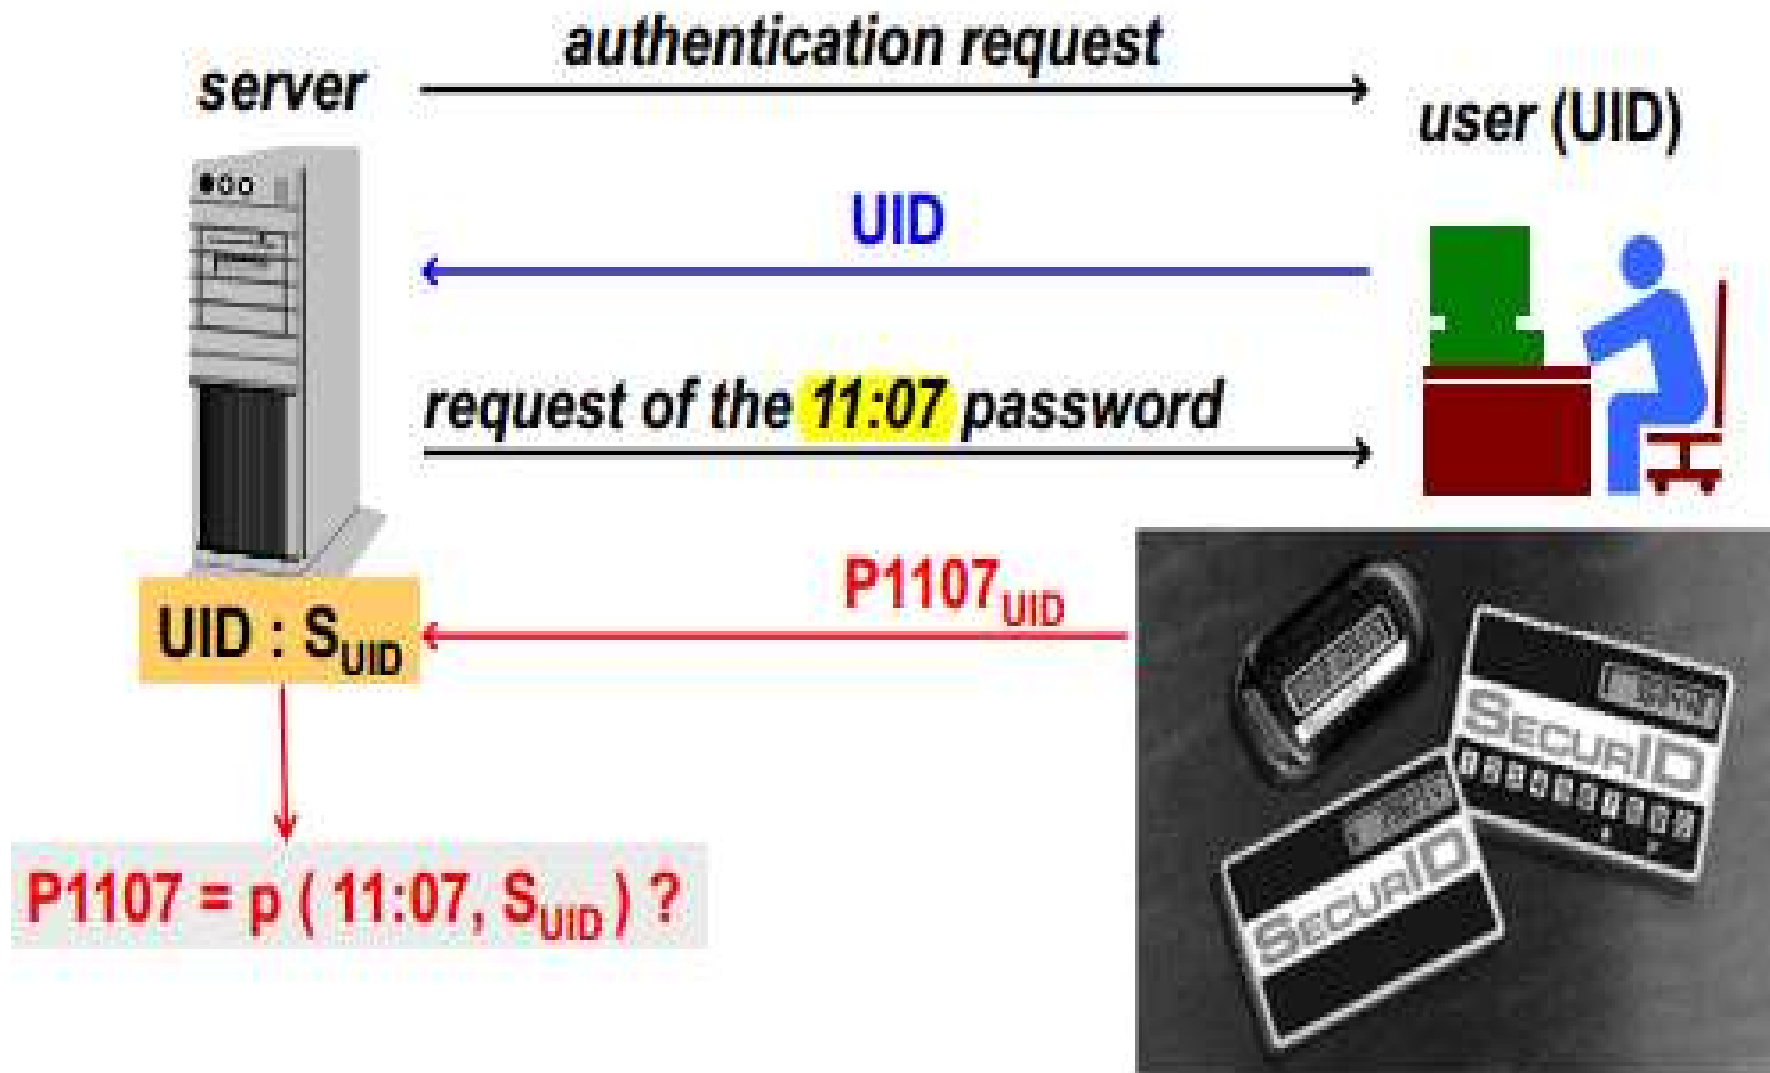 authentication request
server
user (UID)
UID
request of the 11:07 password
P1107UID
UID : SUID
P1107 = p ( 11:07, SUID ) ?
SECURID
SECURID